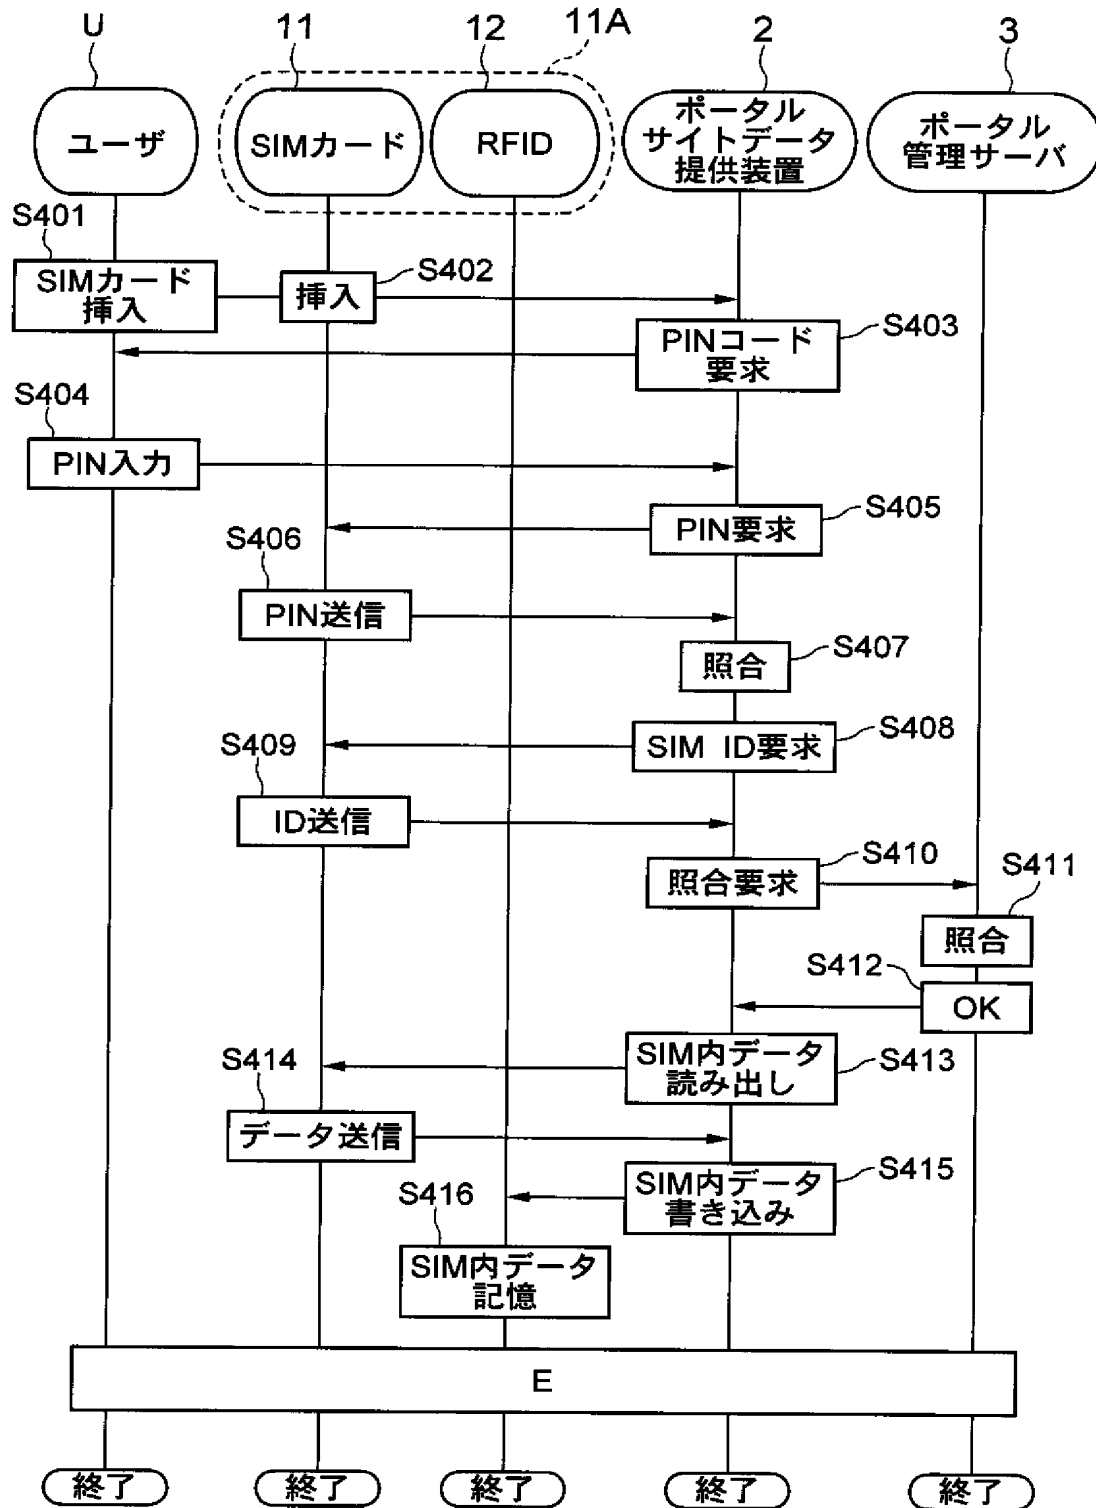 U
11
12
11A
2
3
ユーザ
SIMカード
RFID
ポータル
サイトデータ
提供装置
ポータル
管理サーバ
S401
SIMカード
挿入
S402
挿入
S403
PINコード
要求
S404
PIN入力
S405
PIN要求
S406
PIN送信
S407
照合
S408
SIM ID要求
S409
ID送信
S410
照合要求
S411
照合
S412
OK
S413
SIM内データ
読み出し
S414
データ送信
S415
SIM内データ
書き込み
S416
SIM内データ
記憶
E
終了
終了
終了
終了
終了